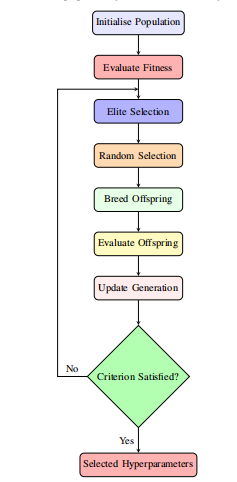 Initialise Population
Evaluate Fitness
Elite Selection
Random Selection
Breed Offspring
Evaluate Offspring
Update Generation
Criterion Satisfied?
No
Yes
Selected Hyperparameters